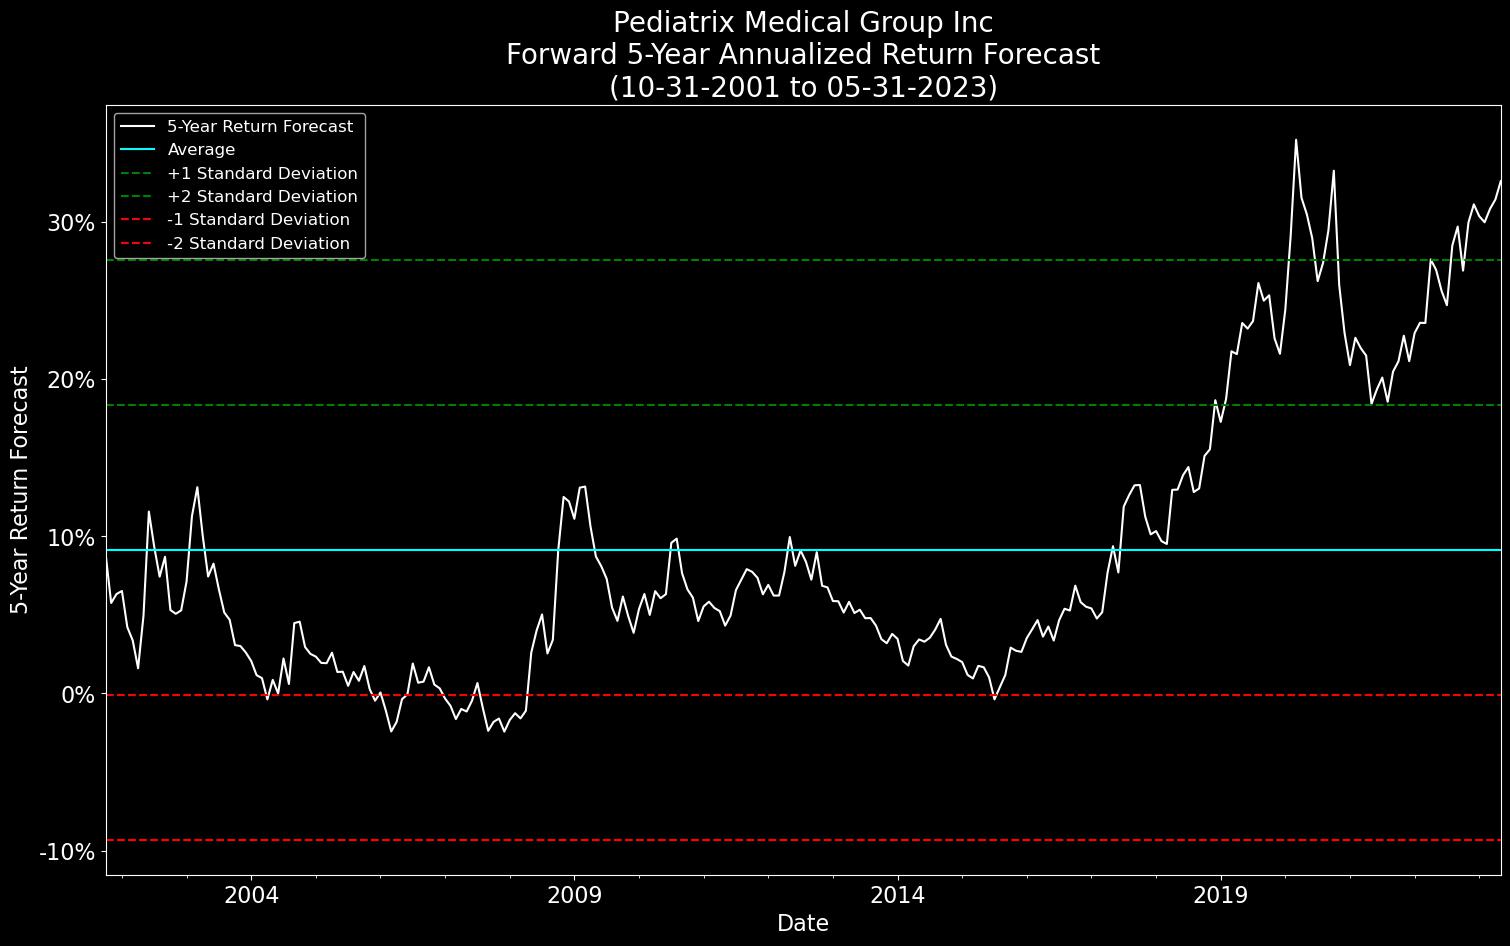 Pediatrix Medical Group Inc
Forward 5-Year Annualized Return Forecast
(10-31-2001 to 05-31-2023)
5-Year Return Forecast
Average
+1 Standard Deviation
+2 Standard Deviation
-1 Standard Deviation
-2 Standard Deviation
30%
20%
10%
0%
-10%
5-Year Return Forecast
2004
2009
2014
2019
Date